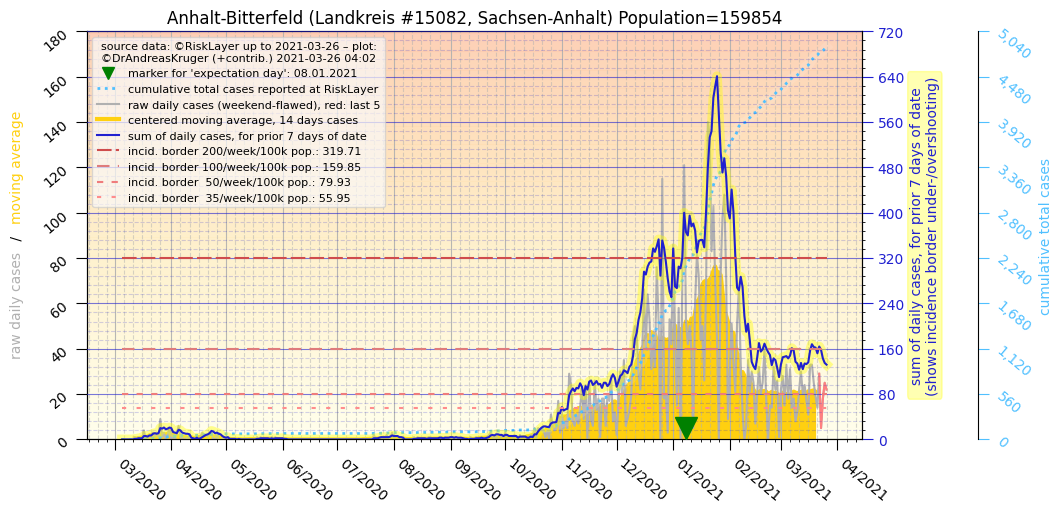 Anhalt-Bitterfeld (Landkreis #15082, Sachsen-Anhalt) Population=159854
source data: ©RiskLayer up to 2021-03-26 – plot:
©DrAndreasKruger (+contrib.) 2021-03-26 04:02
marker for 'expectation day': 08.01.2021
cumulative total cases reported at RiskLayer
raw daily cases (weekend-flawed), red: last 5
centered moving average, 14 days cases
sum of daily cases, for prior 7 days of date
incid. border 200/week/100k pop.: 319.71
incid. border 100/week/100k pop.: 159.85
incid. border  50/week/100k pop.: 79.93
incid. border  35/week/100k pop.: 55.95
raw daily cases / moving average
180
160
140
120
100
80
60
40
20
0
03/2020
04/2020
05/2020
06/2020
07/2020
08/2020
09/2020
10/2020
11/2020
12/2020
01/2021
02/2021
03/2021
04/2021
720
640
560
480
400
320
240
160
80
0
sum of daily cases, for prior 7 days of date
(shows incidence border under-/overshooting)
5,040
4,480
3,920
3,360
2,800
2,240
1,680
1,120
560
0
cumulative total cases